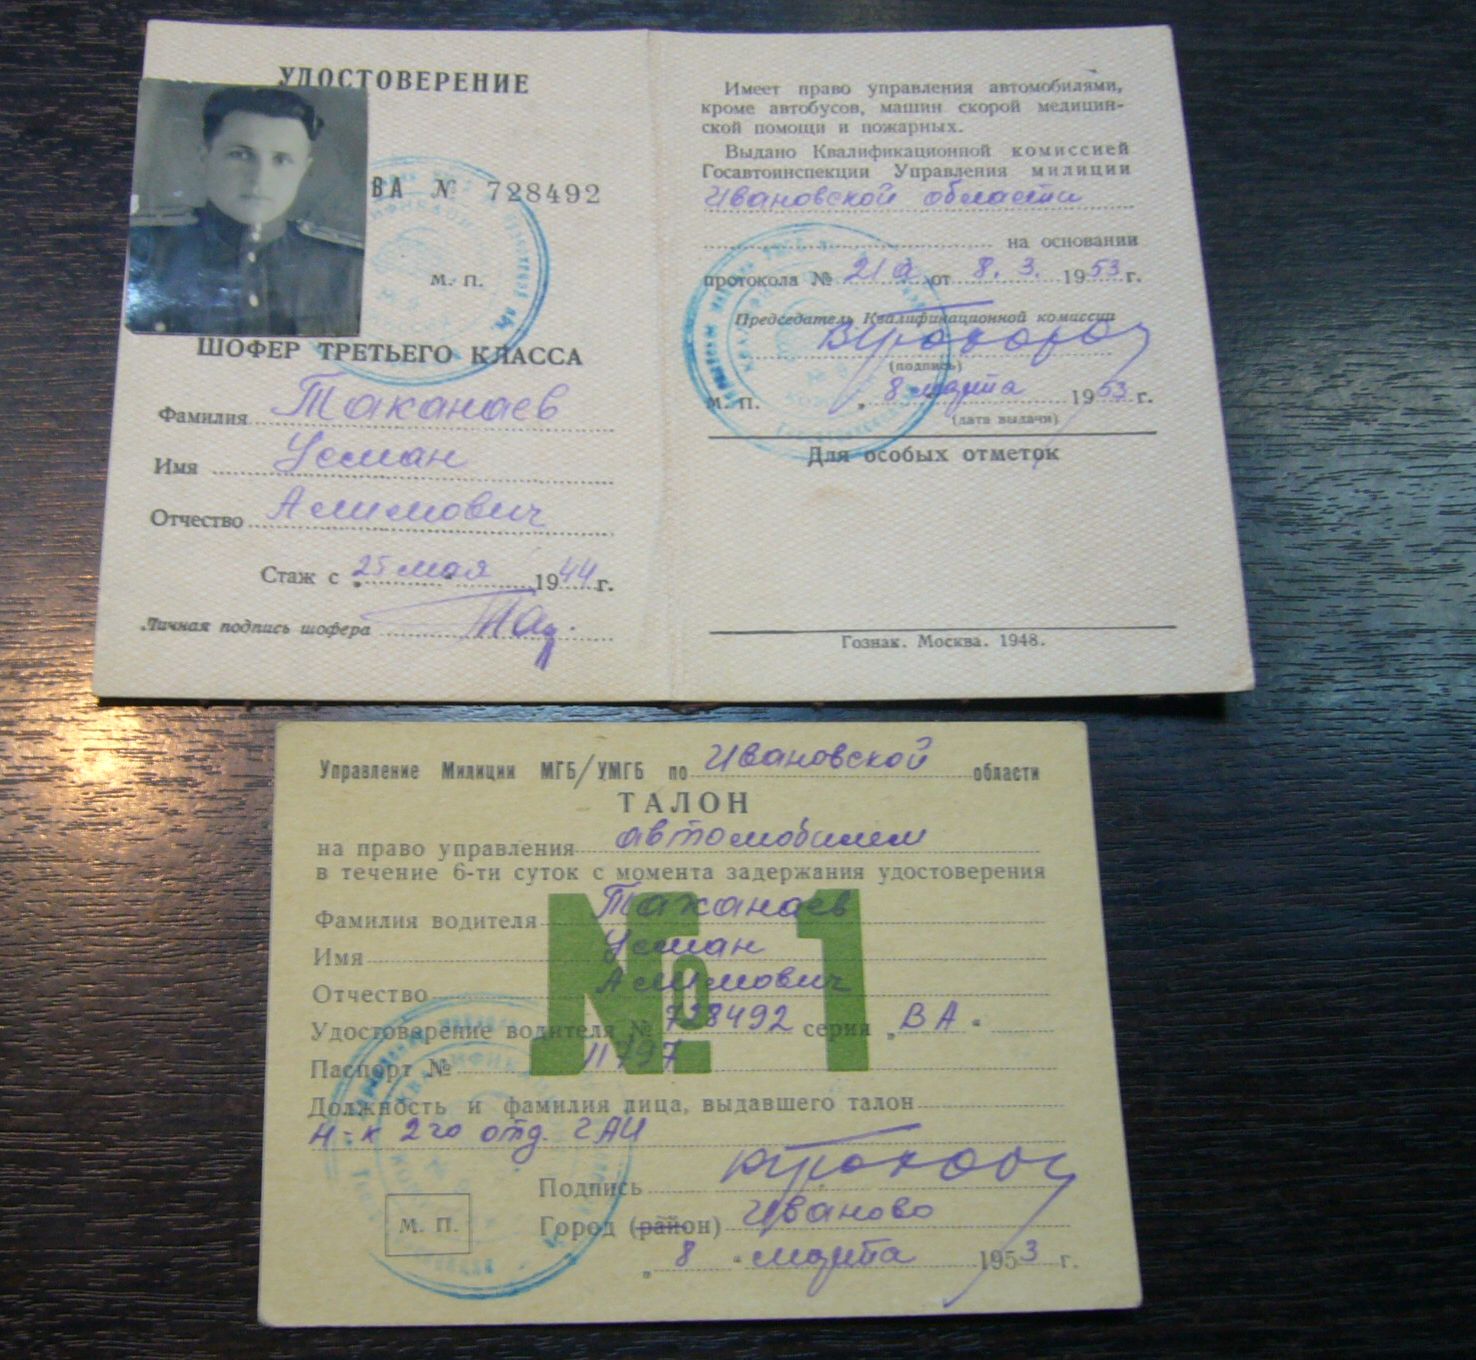 УДОСТОВЕРЕНИЕ
ВА № 728492
М. П.
ШОФЕР ТРЕТЬЕГО КЛАССА
Фамилия Таканаев
Имя Усман
Отчество Алимович
Стаж с „25 мая" 1944 г.
Личная подпись шофера
Имеет право управления автомобилями,
кроме автобусов, машин скорой медицин-
ской помощи и пожарных.
Выдано Квалификационной комиссией
Госавтоинспекции Управления милиции
Ивановской области
на основании
протокола № 21а от 8. 3. 1953 г.
Председатель Квалификационной комиссии
(подпись)
М. П. „8 марта 1953 г.
(дата выдачи)
Для особых отметок
Гознак. Москва. 1948.
Управление Милиции МГБ/УМГБ по Ивановской области
ТАЛОН
на право управления автомобилем
в течение 6-ти суток с момента задержания удостоверения
Фамилия водителя Таканаев
Имя Усман
Отчество Алимович
Удостоверение водителя № 728492 серия „ВА"
Паспорт № 11797
№ 1
Должность и фамилия лица, выдавшего талон
Н-к 2го отд. ГАИ
Подпись
М. П.
Город (район) Иваново
„8" марта 1953 г.